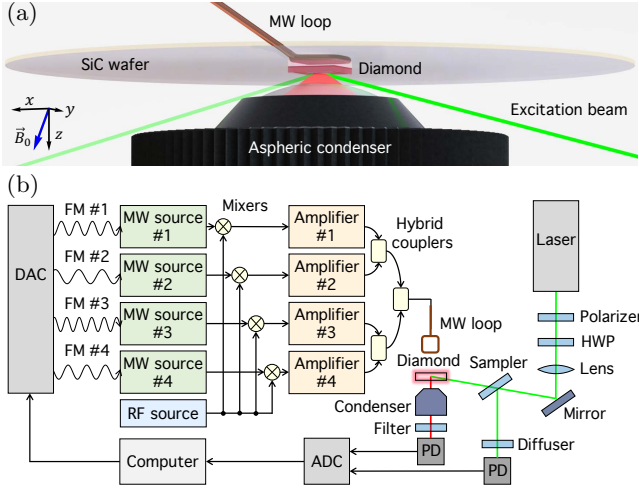 (a)
MW loop
SiC wafer
Diamond
x
y
z
B⃗₀
Excitation beam
Aspheric condenser
(b)
FM #1
MW source
#1
Mixers
Amplifier
#1
Hybrid
couplers
Laser
DAC
FM #2
MW source
#2
Amplifier
#2
FM #3
MW source
#3
Amplifier
#3
MW loop
Polarizer
HWP
FM #4
MW source
#4
Amplifier
#4
Diamond
Sampler
Lens
RF source
Condenser
Mirror
Filter
Diffuser
Computer
ADC
PD
PD